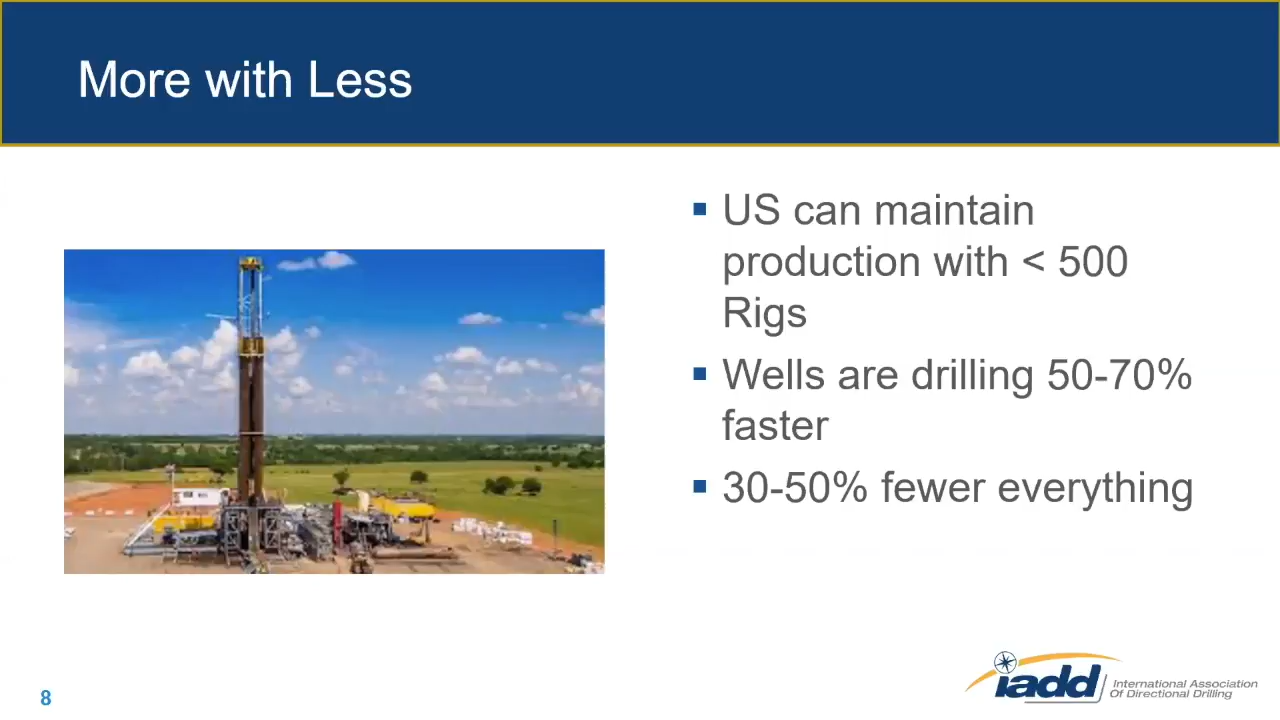 More with Less
▪ US can maintain
production with < 500
Rigs
▪ Wells are drilling 50-70%
faster
▪ 30-50% fewer everything
8
iadd
International Association
Of Directional Drilling